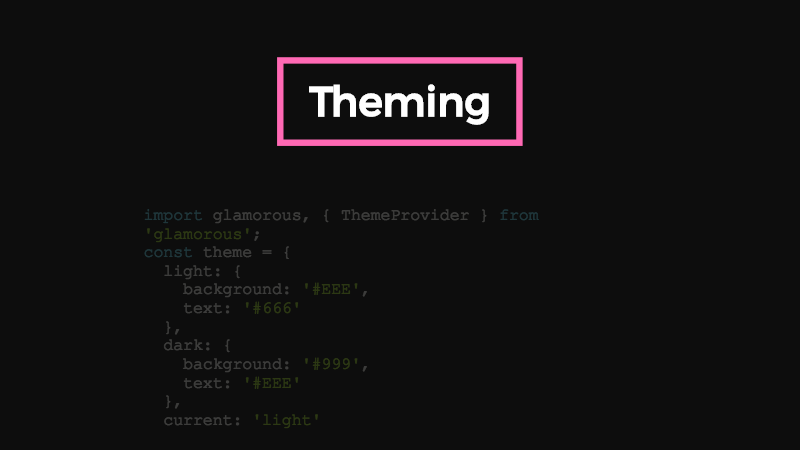 Theming
import glamorous, { ThemeProvider } from
'glamorous';
const theme = {
  light: {
    background: '#EEE',
    text: '#666'
  },
  dark: {
    background: '#999',
    text: '#EEE'
  },
  current: 'light'